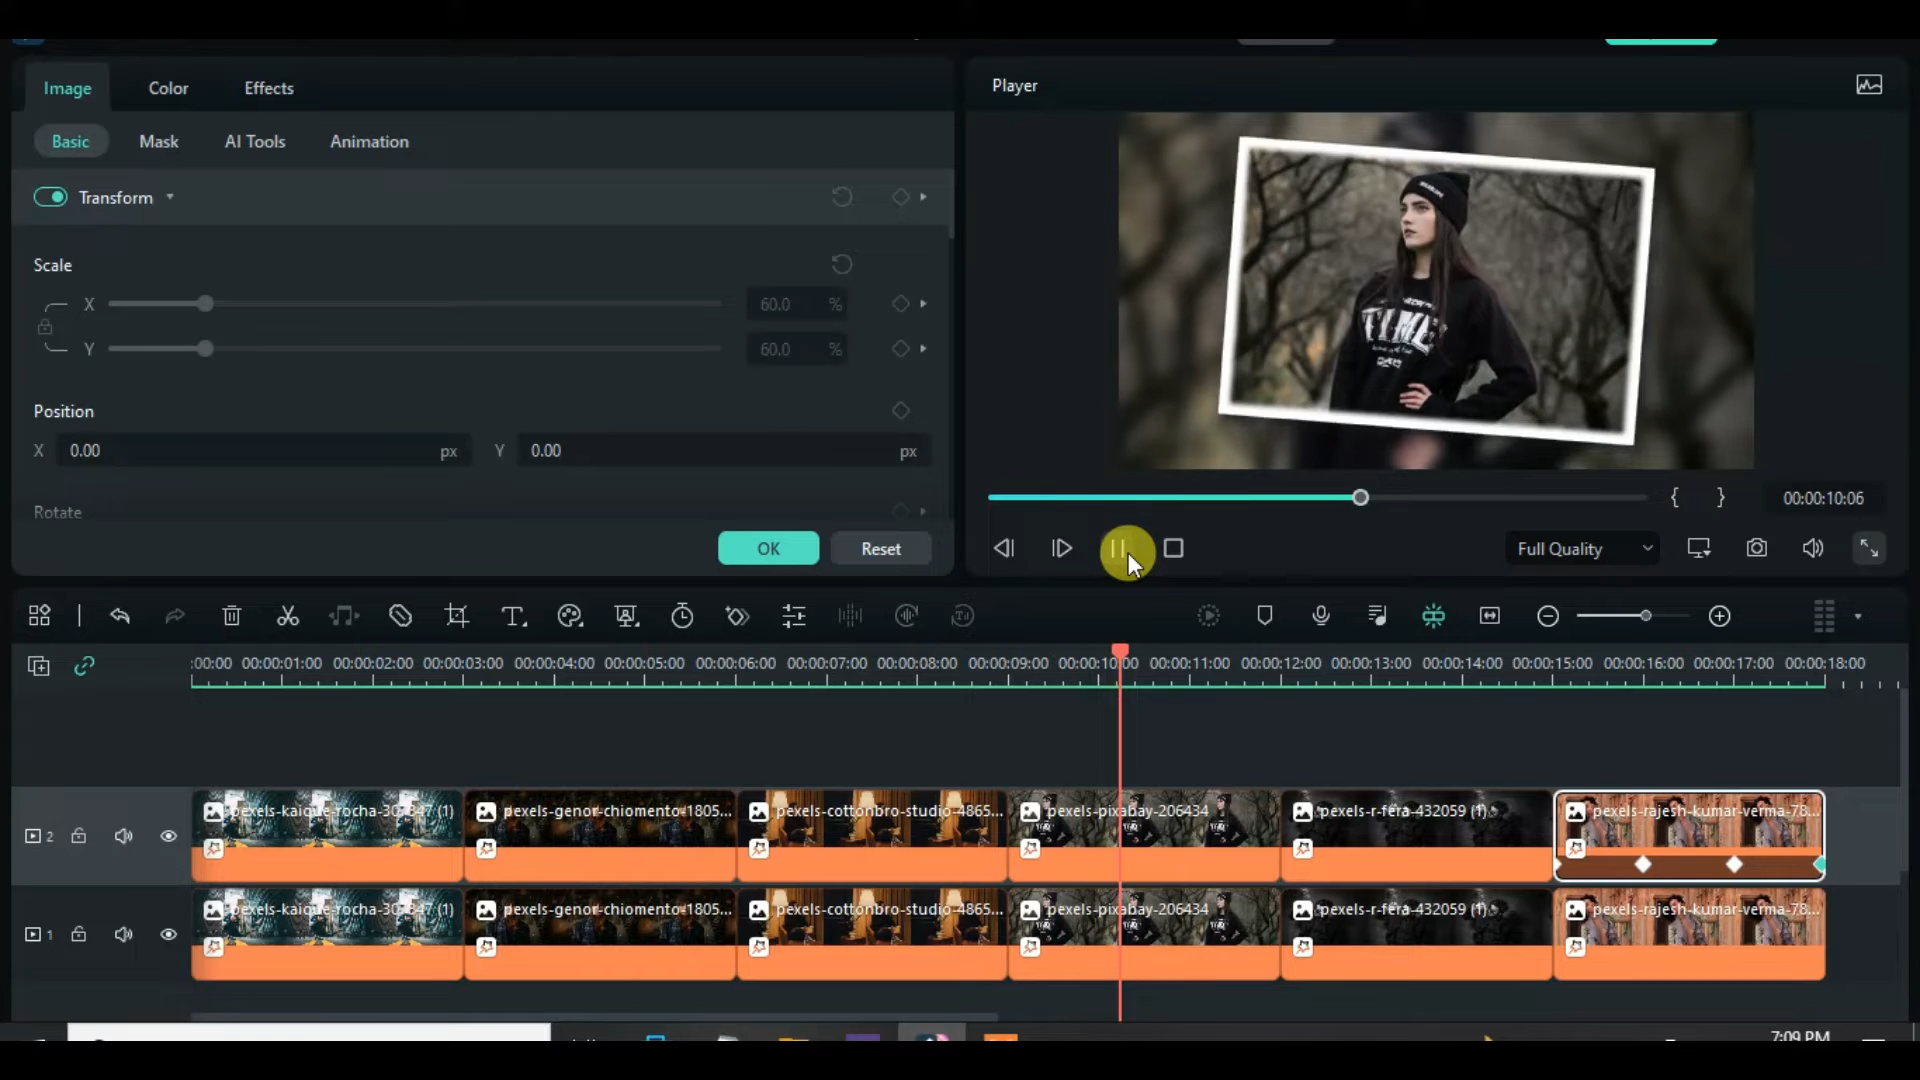 Image Color Effects
Player
Basic Mask AI Tools Animation
Transform
Scale
X 60.0 %
Y 60.0 %
Position
X 0.00 px Y 0.00 px
Rotate
OK Reset
TIME
00:00:10:06
Full Quality
:00:00 00:00:01:00 00:00:02:00 00:00:03:00 00:00:04:00 00:00:05:00 00:00:06:00 00:00:07:00 00:00:08:00 00:00:09:00 00:00:10:00 00:00:11:00 00:00:12:00 00:00:13:00 00:00:14:00 00:00:15:00 00:00:16:00 00:00:17:00 00:00:18:00
2 pexels-kaique-rocha-301347 (1) pexels-genor-chiomento-1805... pexels-cottonbro-studio-4865... pexels-pixabay-206434 pexels-r-fera-432059 (1) pexels-rajesh-kumar-verma-78...
1 pexels-kaique-rocha-301347 (1) pexels-genor-chiomento-1805... pexels-cottonbro-studio-4865... pexels-pixabay-206434 pexels-r-fera-432059 (1) pexels-rajesh-kumar-verma-78...
7:09 PM